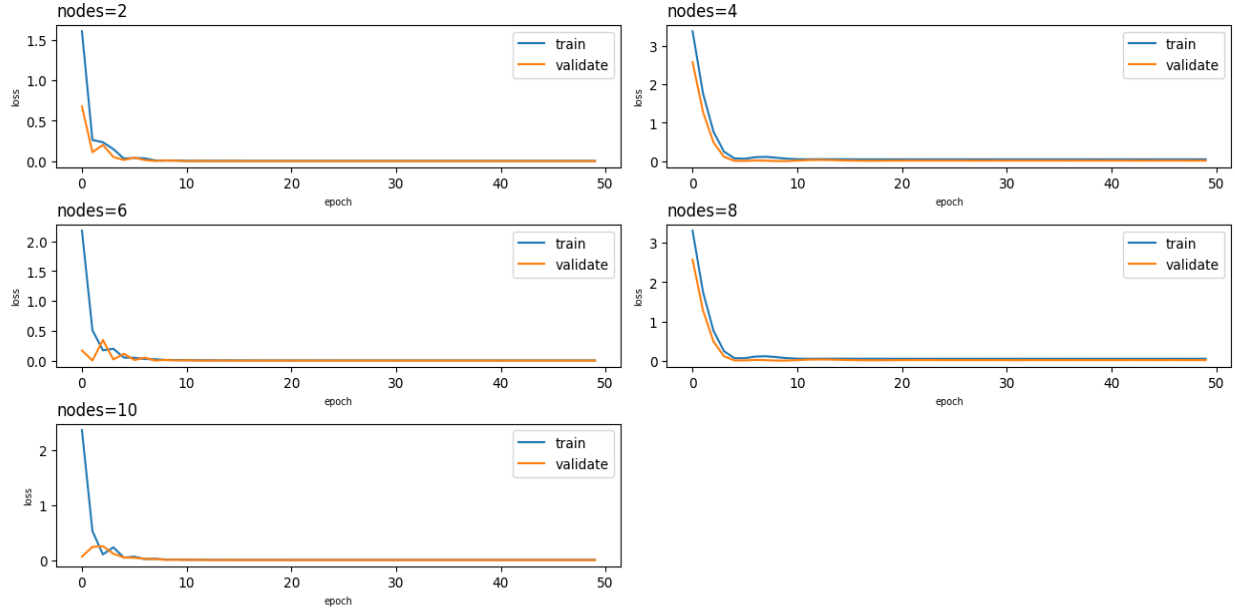 nodes=2
1.5
1.0
0.5
0.0
loss
train
validate
0 10 20 30 40 50
epoch
nodes=4
3
2
1
0
loss
train
validate
0 10 20 30 40 50
epoch
nodes=6
2.0
1.5
1.0
0.5
0.0
loss
train
validate
0 10 20 30 40 50
epoch
nodes=8
3
2
1
0
loss
train
validate
0 10 20 30 40 50
epoch
nodes=10
2
1
0
loss
train
validate
0 10 20 30 40 50
epoch